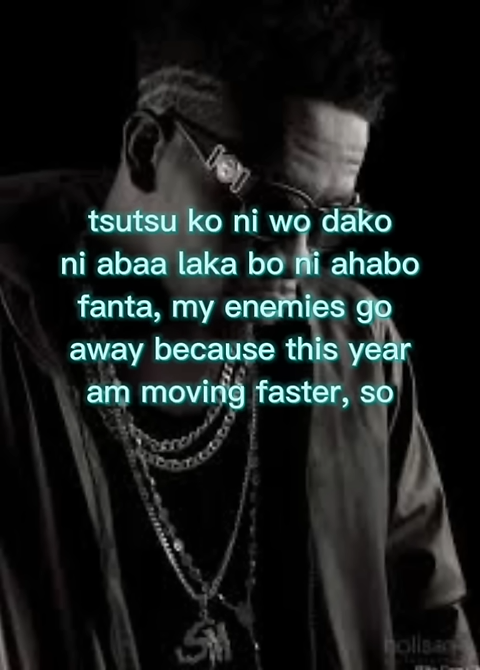 tsutsu ko ni wo dako
ni abaa laka bo ni ahabo
fanta, my enemies go
away because this year
am moving faster, so
SM